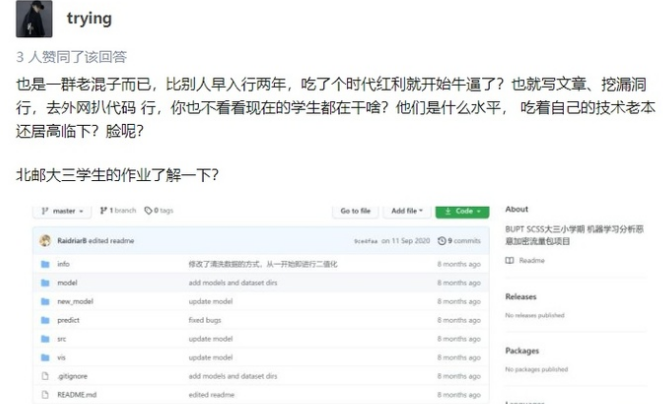 trying
3 人赞同了该回答
也是一群老混子而已，比别人早入行两年，吃了个时代红利就开始牛逼了？也就写文章、挖漏洞
行，去外网扒代码 行，你也不看看现在的学生都在干啥？他们是什么水平， 吃着自己的技术老本
还居高临下？脸呢？
北邮大三学生的作业了解一下？
master
1 branch
0 tags
Go to file
Add file
Code
RaidriarB edited readme
on 11 Sep 2020
9 commits
info
修改了清洗数据的方式，从一开始即进行二值化
8 months ago
model
add models and dataset dirs
8 months ago
new_model
update model
8 months ago
predict
fixed bugs
8 months ago
src
update model
8 months ago
vis
update model
8 months ago
.gitignore
add models and dataset dirs
8 months ago
README.md
edited readme
8 months ago
About
BUPT SCSS大三小学期 机器学习分析恶
意加密流量包项目
Readme
Releases
No releases published
Packages
No packages published